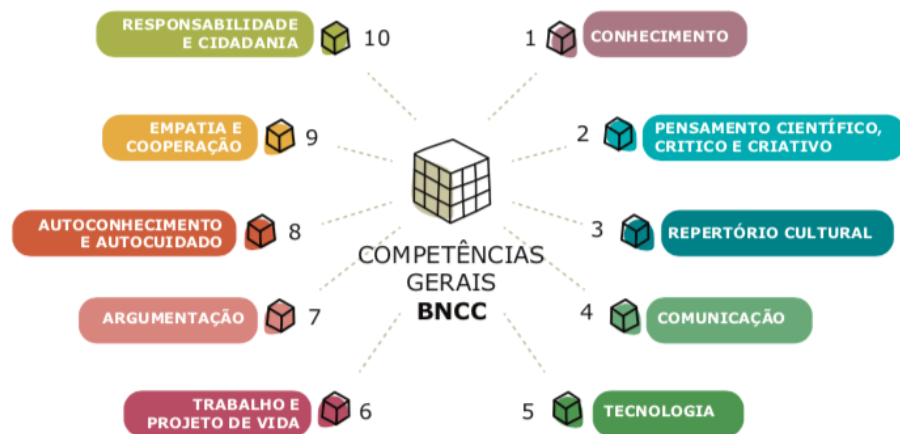 RESPONSABILIDADE
E CIDADANIA
10
1
CONHECIMENTO
EMPATIA E
COOPERAÇÃO
9
2
PENSAMENTO CIENTÍFICO,
CRITICO E CRIATIVO
AUTOCONHECIMENTO
E AUTOCUIDADO
8
3
REPERTÓRIO CULTURAL
COMPETÊNCIAS
GERAIS
BNCC
ARGUMENTAÇÃO
7
4
COMUNICAÇÃO
TRABALHO E
PROJETO DE VIDA
6
5
TECNOLOGIA